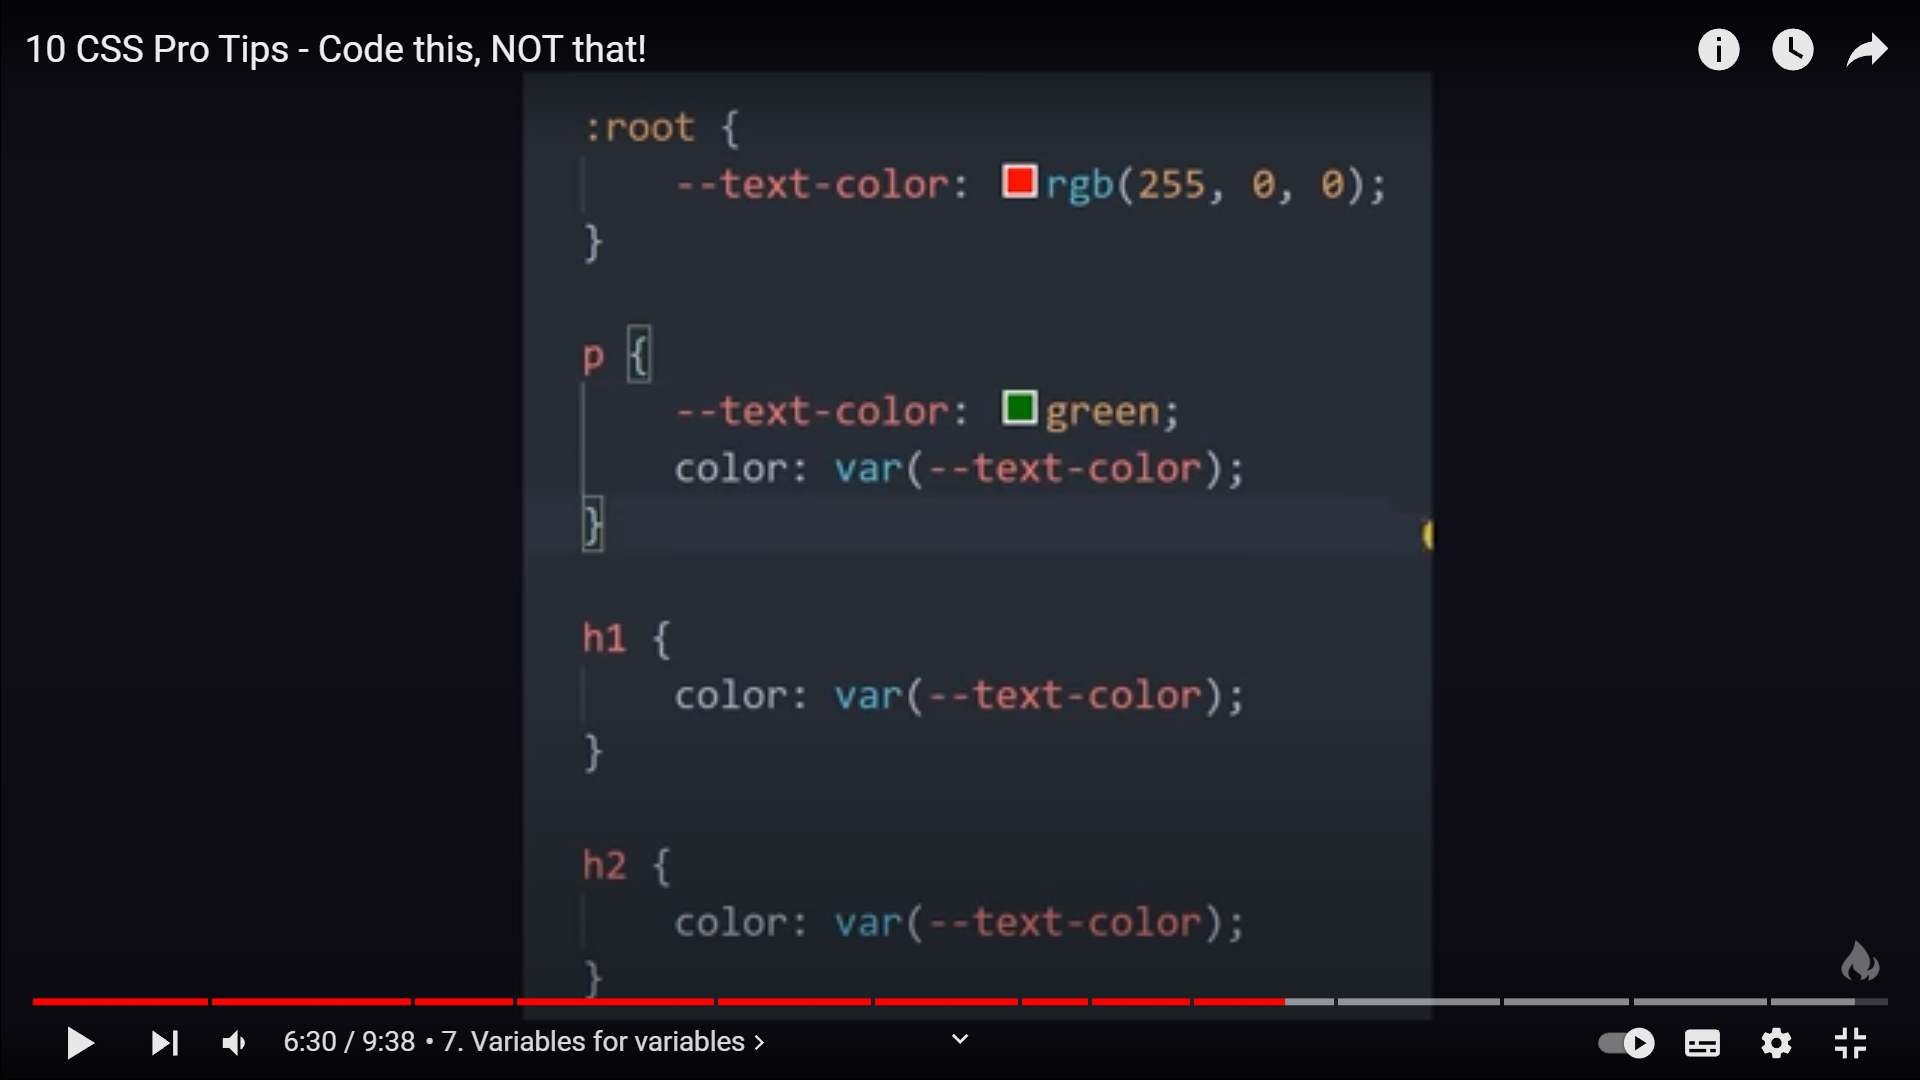 10 CSS Pro Tips - Code this, NOT that!
:root {
--text-color: rgb(255, 0, 0);
}
p {
--text-color: green;
color: var(--text-color);
}
h1 {
color: var(--text-color);
}
h2 {
color: var(--text-color);
}
6:30 / 9:38 • 7. Variables for variables >